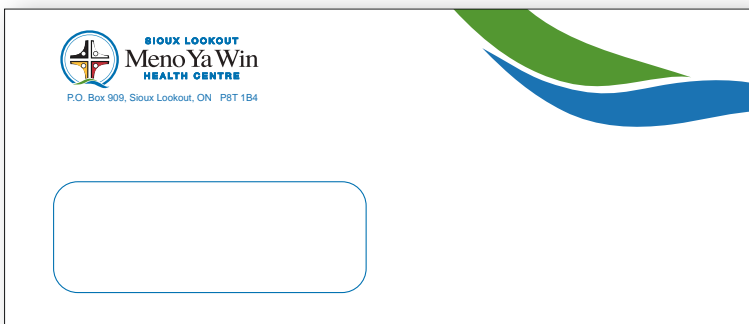 SIOUX LOOKOUT
Meno Ya Win
HEALTH CENTRE
P.O. Box 909, Sioux Lookout, ON P8T 1B4